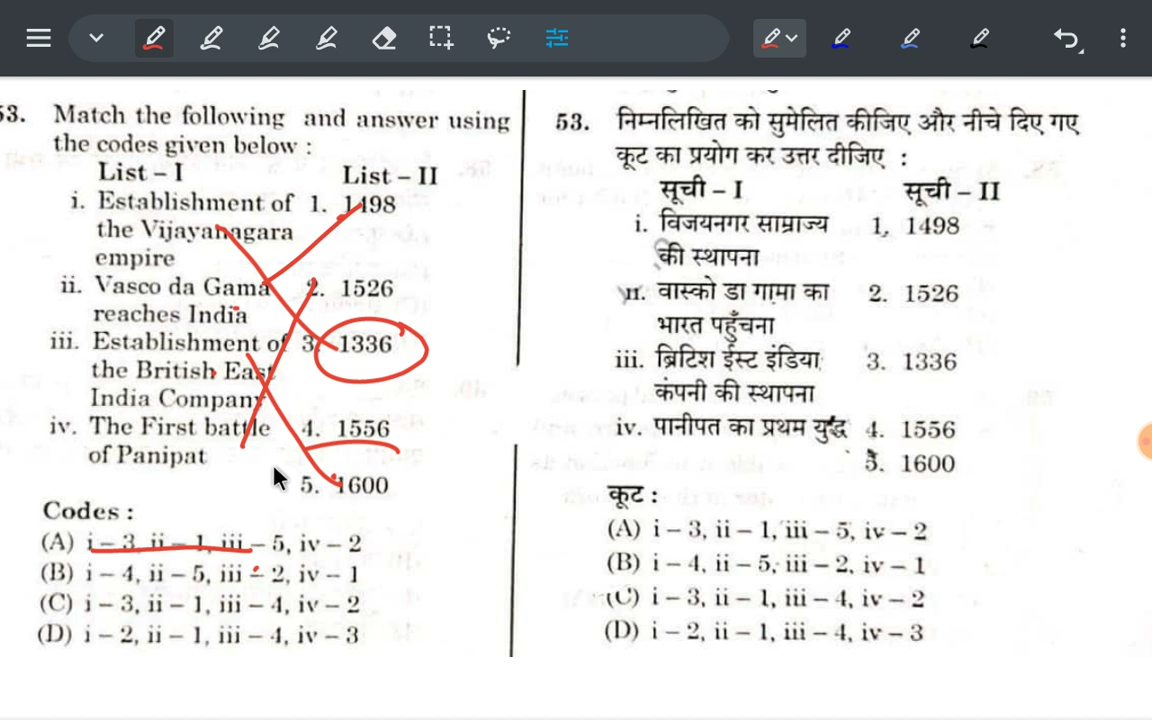 53. Match the following and answer using
the codes given below :
List – I List – II
i. Establishment of 1. 1498
the Vijayanagara
empire
ii. Vasco da Gama 2. 1526
reaches India
iii. Establishment of 3. 1336
the British East
India Company
iv. The First battle 4. 1556
of Panipat
5. 1600
Codes :
(A) i – 3, ii – 1, iii – 5, iv – 2
(B) i – 4, ii – 5, iii – 2, iv – 1
(C) i – 3, ii – 1, iii – 4, iv – 2
(D) i – 2, ii – 1, iii – 4, iv – 3
53. निम्नलिखित को सुमेलित कीजिए और नीचे दिए गए
कूट का प्रयोग कर उत्तर दीजिए :
सूची – I सूची – II
i. विजयनगर साम्राज्य 1. 1498
की स्थापना
ii. वास्को डा गामा का 2. 1526
भारत पहुँचना
iii. ब्रिटिश ईस्ट इंडिया 3. 1336
कंपनी की स्थापना
iv. पानीपत का प्रथम युद्ध 4. 1556
5. 1600
कूट :
(A) i – 3, ii – 1, iii – 5, iv – 2
(B) i – 4, ii – 5, iii – 2, iv – 1
(C) i – 3, ii – 1, iii – 4, iv – 2
(D) i – 2, ii – 1, iii – 4, iv – 3